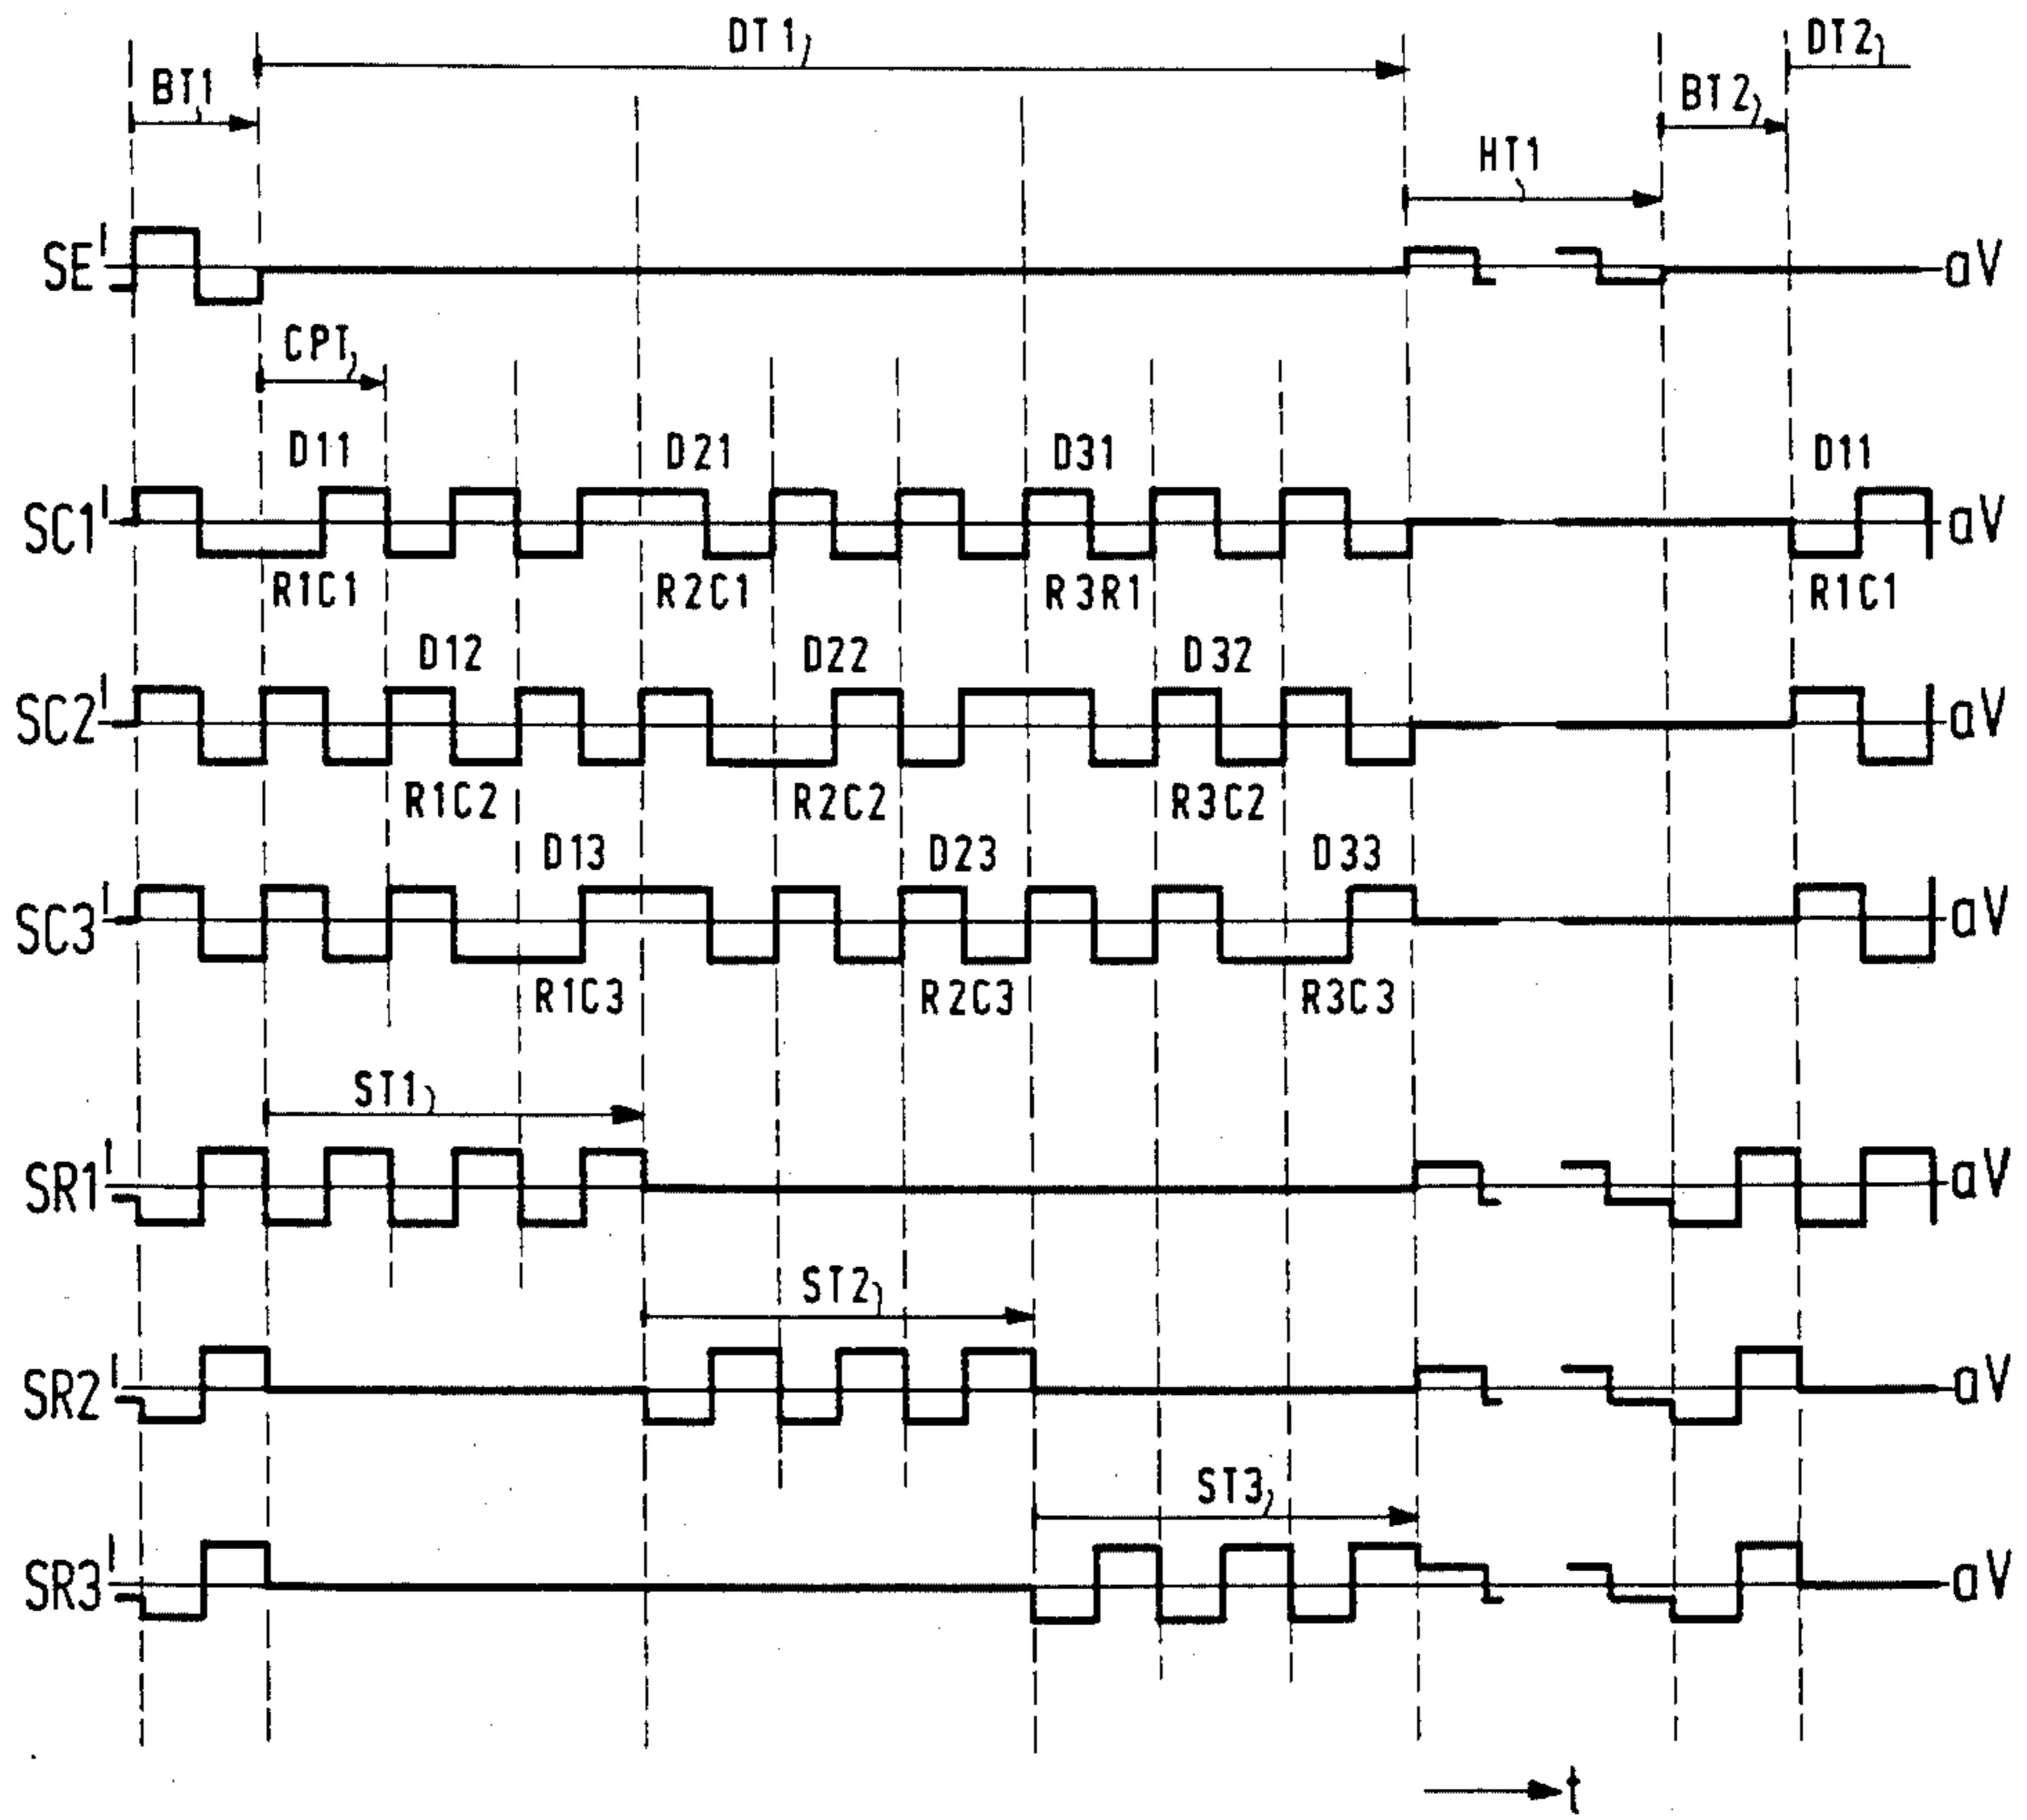 DT1
DT2
BT1
BT2
HT1
SE
aV
CPT
D11
D21
D31
D11
SC1
aV
R1C1
R2C1
R3R1
R1C1
D12
D22
D32
SC2
aV
R1C2
R2C2
R3C2
D13
D23
D33
SC3
aV
R1C3
R2C3
R3C3
ST1
SR1
aV
ST2
SR2
aV
ST3
SR3
aV
t